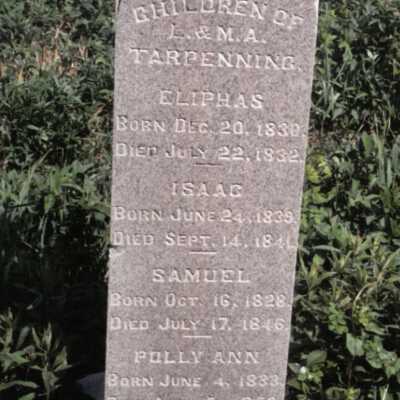 CHILDREN OF
L. & M. A.
TARPENNING.
ELIPHAS
BORN DEC. 20, 1830.
DIED JULY 22, 1832.
ISAAC
BORN JUNE 24, 1839.
DIED SEPT. 14, 1841.
SAMUEL
BORN OCT. 16, 1828.
DIED JULY 17, 1846.
POLLY ANN
BORN JUNE 4, 1833.